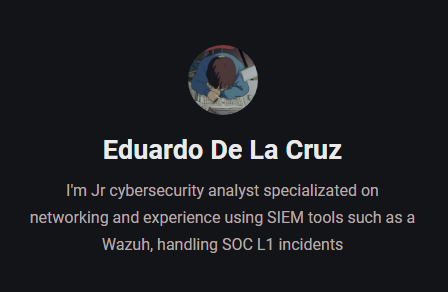 Eduardo De La Cruz
I'm Jr cybersecurity analyst specializated on
networking and experience using SIEM tools such as a
Wazuh, handling SOC L1 incidents